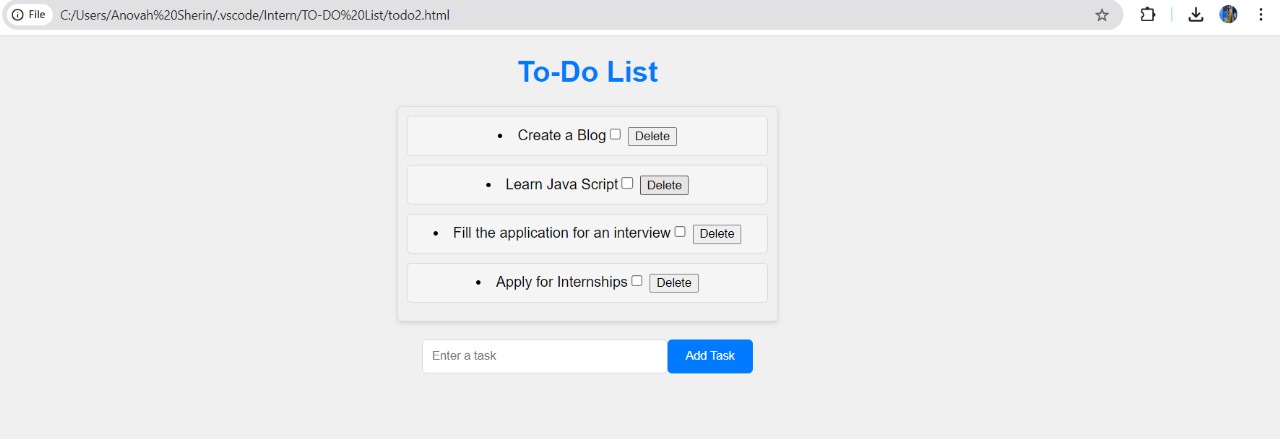 File C:/Users/Anovah%20Sherin/.vscode/Intern/TO-DO%20List/todo2.html
To-Do List
• Create a Blog Delete
• Learn Java Script Delete
• Fill the application for an interview Delete
• Apply for Internships Delete
Enter a task Add Task